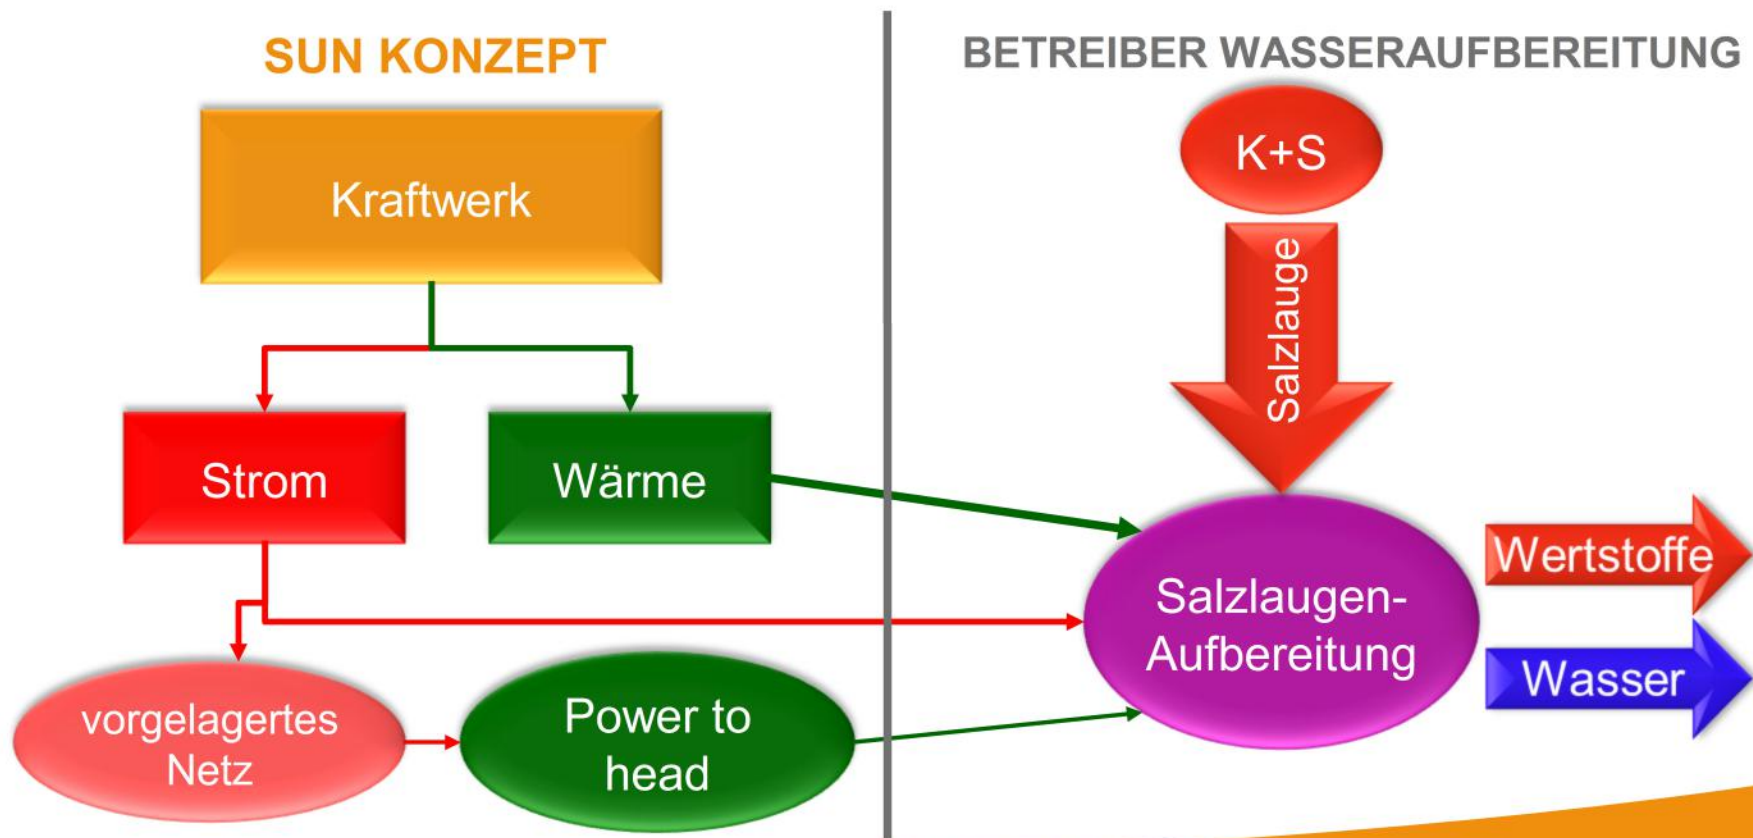 SUN KONZEPT
Kraftwerk
Strom
Wärme
vorgelagertes
Netz
Power to
head
BETREIBER WASSERAUFBEREITUNG
K+S
Salzlauge
Salzlaugen-
Aufbereitung
Wertstoffe
Wasser